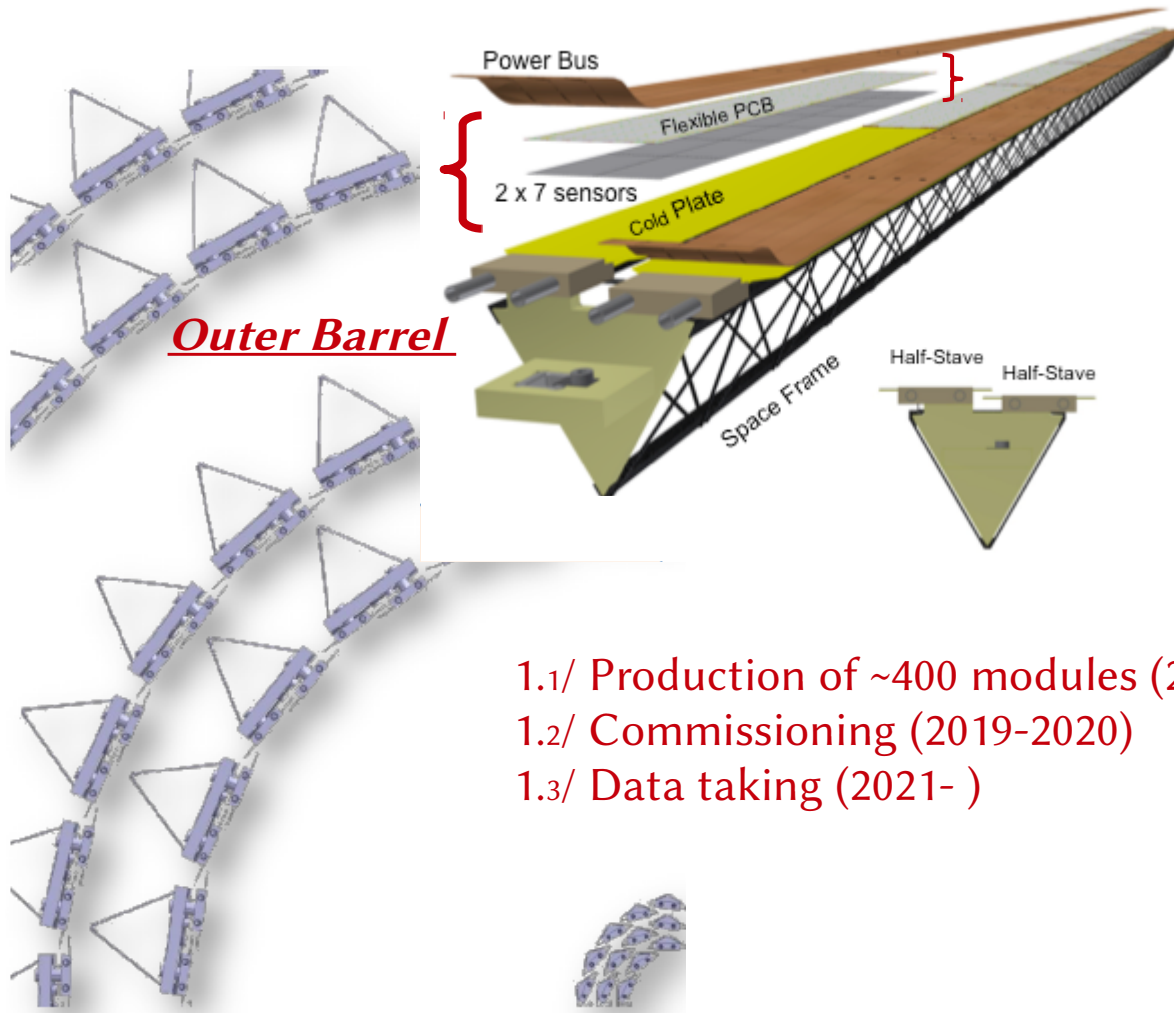 Power Bus
Flexible PCB
2 x 7 sensors
Cold Plate
Outer Barrel
Space Frame
Half-Stave
Half-Stave
1.1/ Production of ~400 modules (2
1.2/ Commissioning (2019-2020)
1.3/ Data taking (2021- )